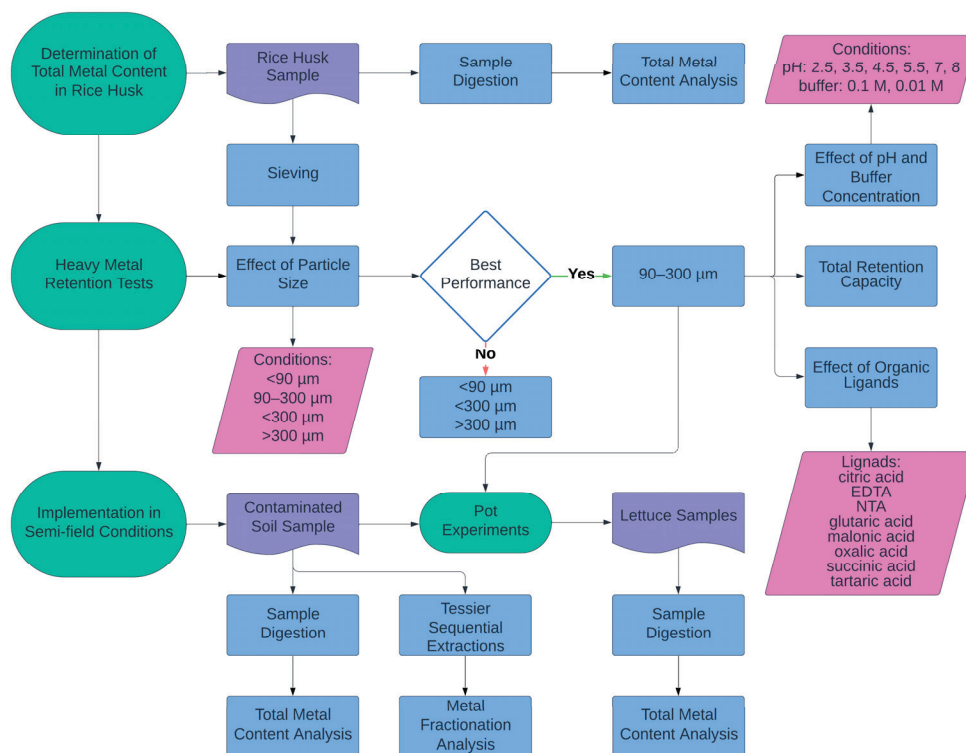 Determination of
Total Metal Content
in Rice Husk
Rice Husk
Sample
Sample
Digestion
Total Metal
Content Analysis
Conditions:
pH: 2.5, 3.5, 4.5, 5.5, 7, 8
buffer: 0.1 M, 0.01 M
Sieving
Effect of pH and
Buffer
Concentration
Heavy Metal
Retention Tests
Effect of Particle
Size
Best
Performance
Yes
90–300 µm
Total Retention
Capacity
No
Conditions:
<90 µm
90–300 µm
<300 µm
>300 µm
<90 µm
<300 µm
>300 µm
Effect of Organic
Ligands
Lignads:
citric acid
EDTA
NTA
glutaric acid
malonic acid
oxalic acid
succinic acid
tartaric acid
Implementation in
Semi-field Conditions
Contaminated
Soil Sample
Pot
Experiments
Lettuce Samples
Sample
Digestion
Tessier
Sequential
Extractions
Sample
Digestion
Total Metal
Content Analysis
Metal
Fractionation
Analysis
Total Metal
Content Analysis